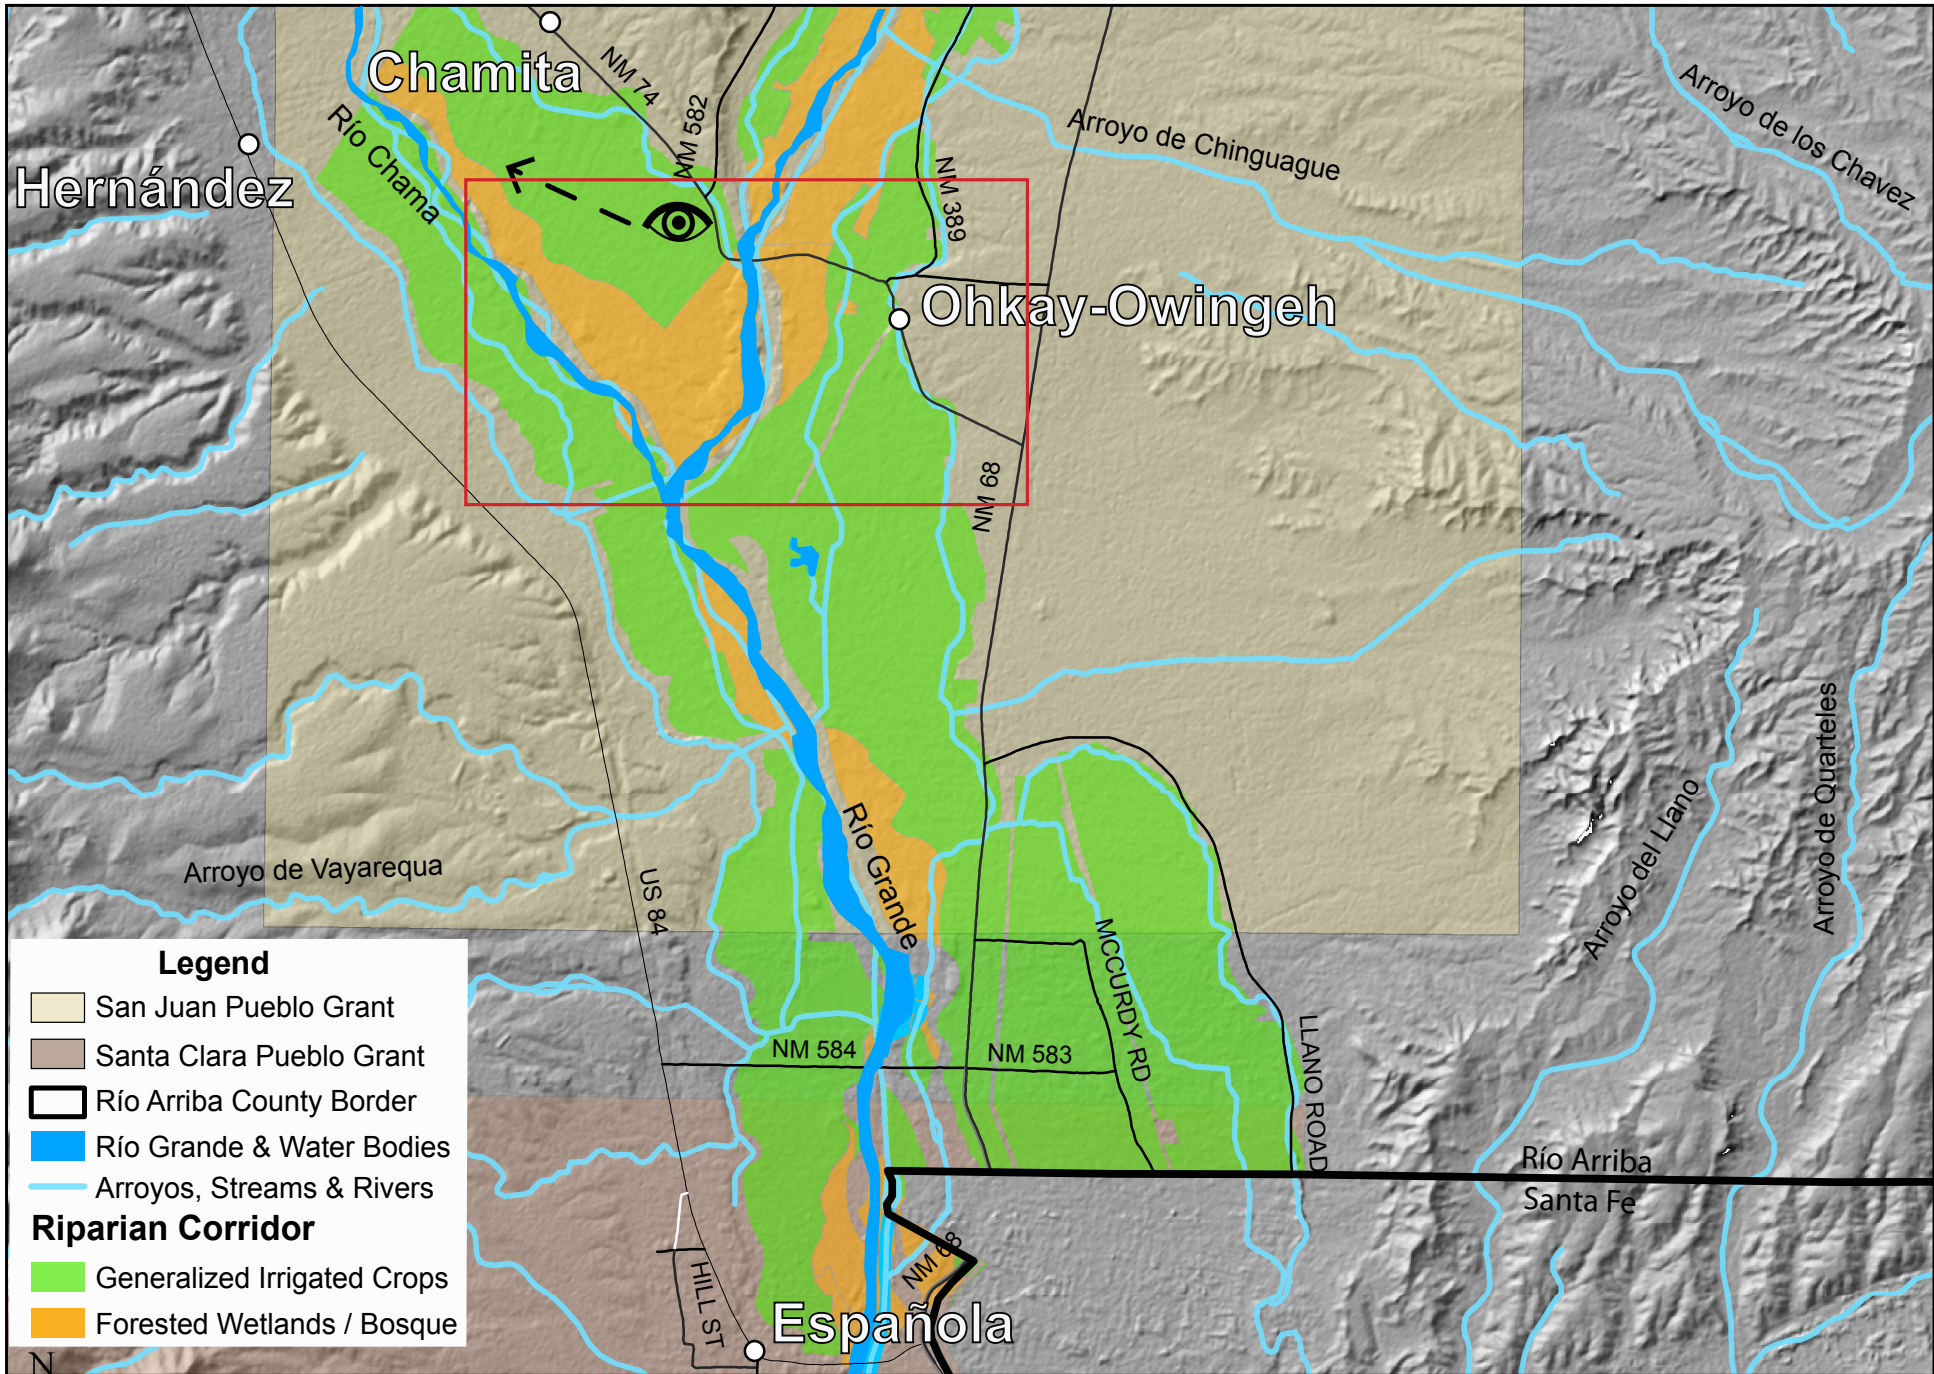 Chamita
NM 74
NM 582
Río Chama
Hernández
Arroyo de Chinguague
Arroyo de los Chavez
NM 389
Ohkay-Owingeh
NM 68
Arroyo de Vayarequa
US 84
Río Grande
MCCURDY RD
LLANO ROAD
Arroyo del Llano
Arroyo de Quarteles
NM 584
NM 583
Río Arriba
Santa Fe
NM 68
HILL ST
Española
Legend
San Juan Pueblo Grant
Santa Clara Pueblo Grant
Río Arriba County Border
Río Grande & Water Bodies
Arroyos, Streams & Rivers
Riparian Corridor
Generalized Irrigated Crops
Forested Wetlands / Bosque
N